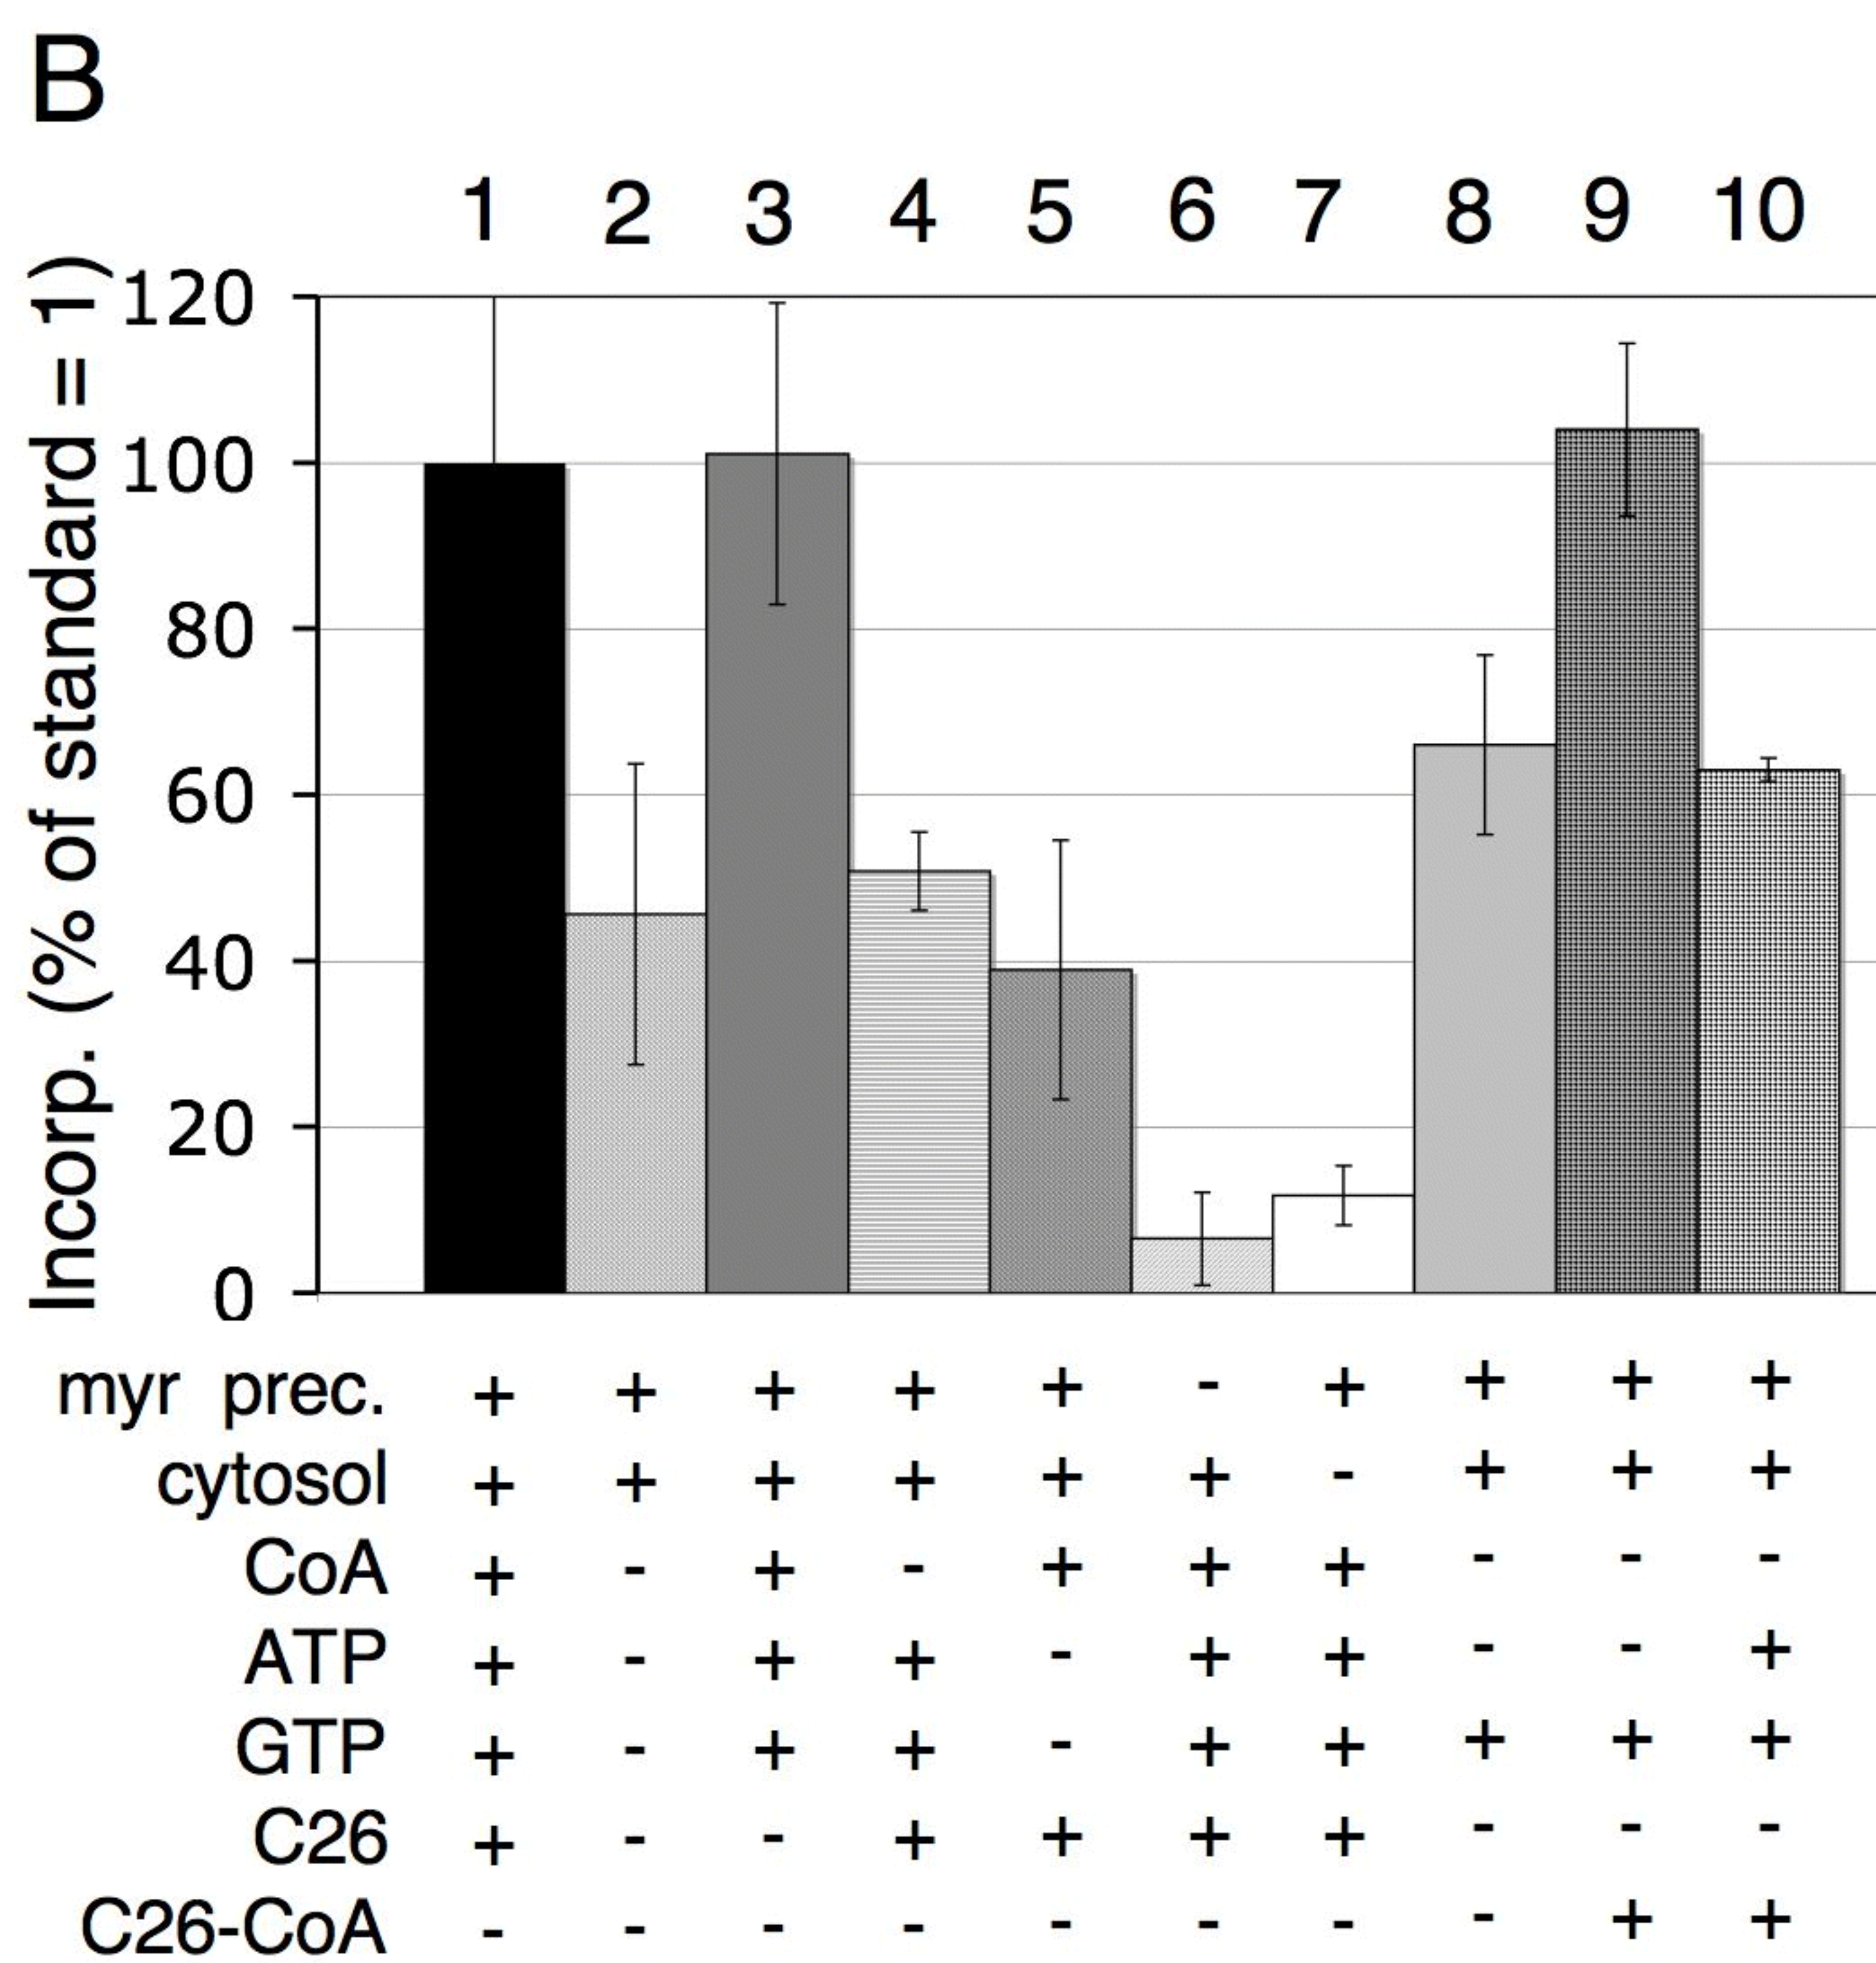 B
1 2 3 4 5 6 7 8 9 10
Incorp. (% of standard = 1)
120
100
80
60
40
20
0
myr prec. + + + + + - + + + +
cytosol + + + + + + - + + +
CoA + - + - + + + - - -
ATP + - + + - + + - - +
GTP + - + + - + + + + +
C26 + - - + + + + - - -
C26-CoA - - - - - - - - + +